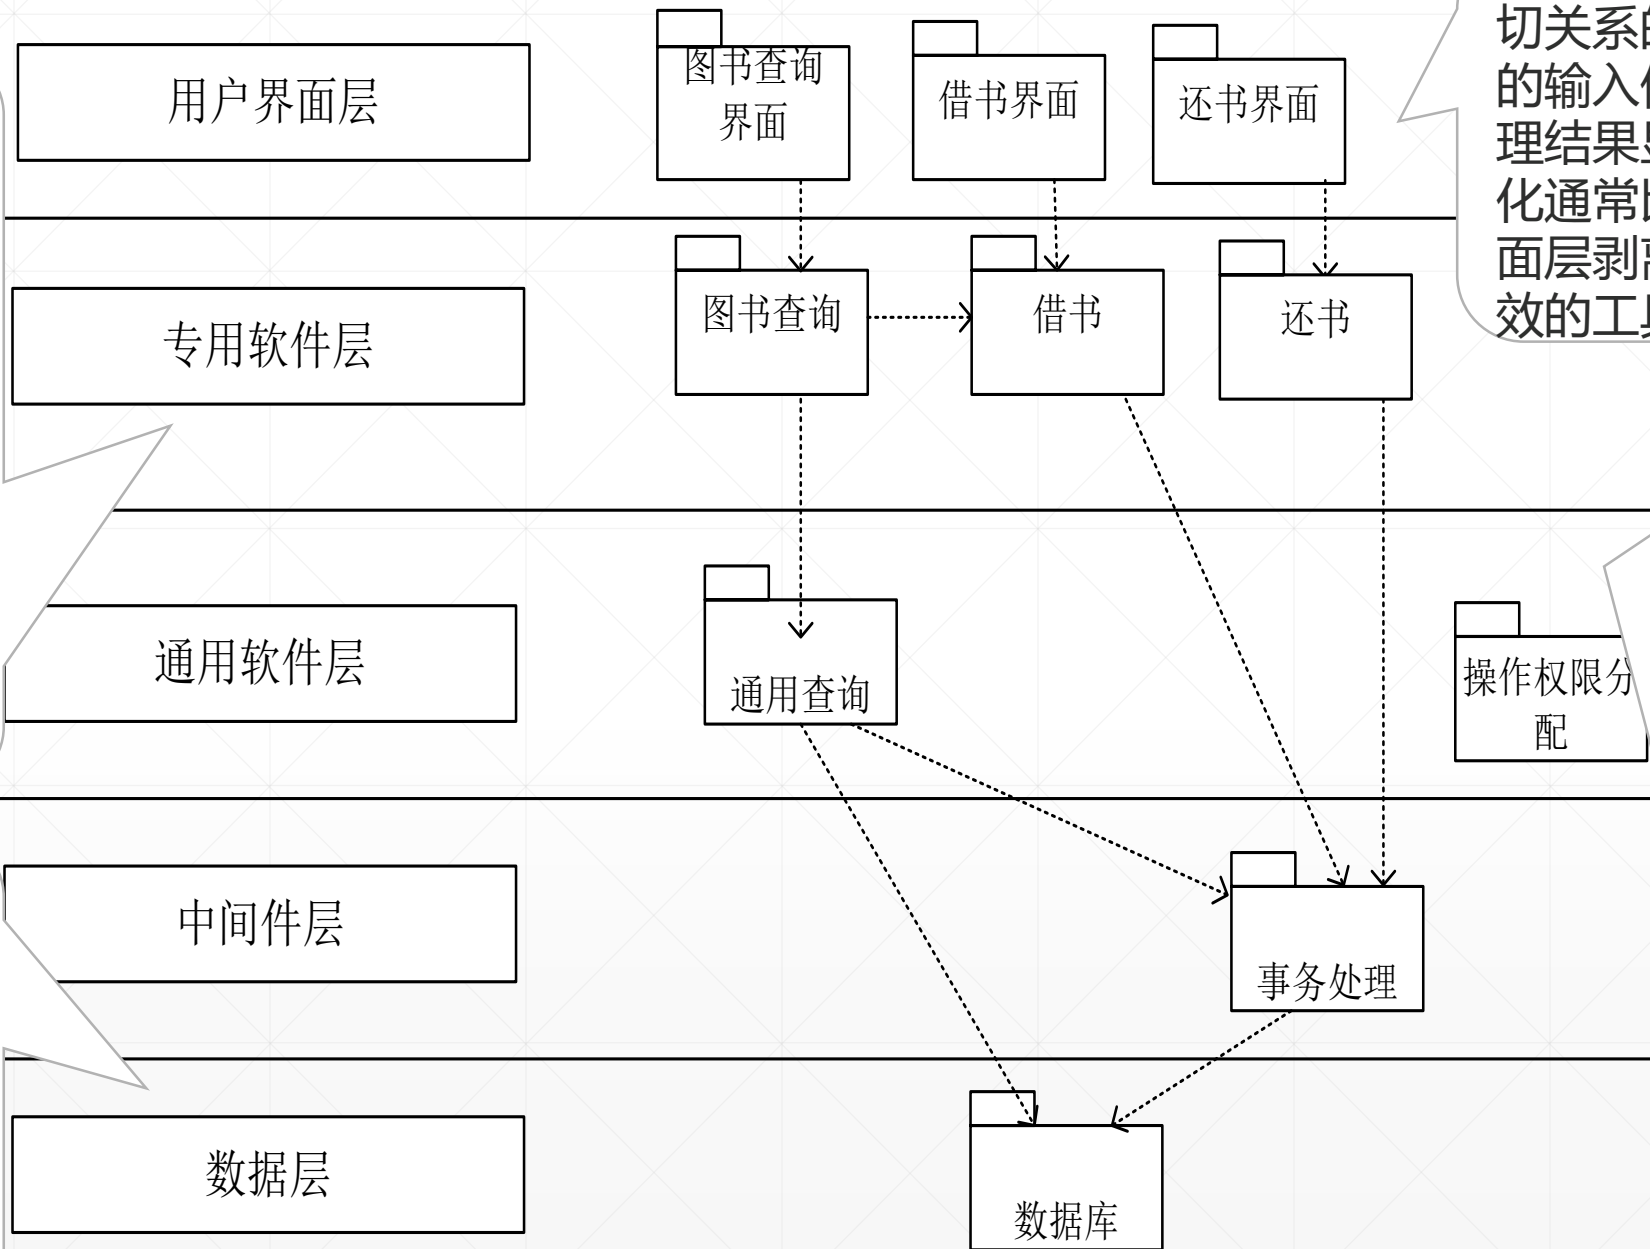 用户界面层
图书查询
界面
借书界面
还书界面
切关系
的输入
理结果
化通常
面层剥
效的工
专用软件层
图书查询
借书
还书
通用软件层
通用查询
操作权限分
配
中间件层
事务处理
数据层
数据库